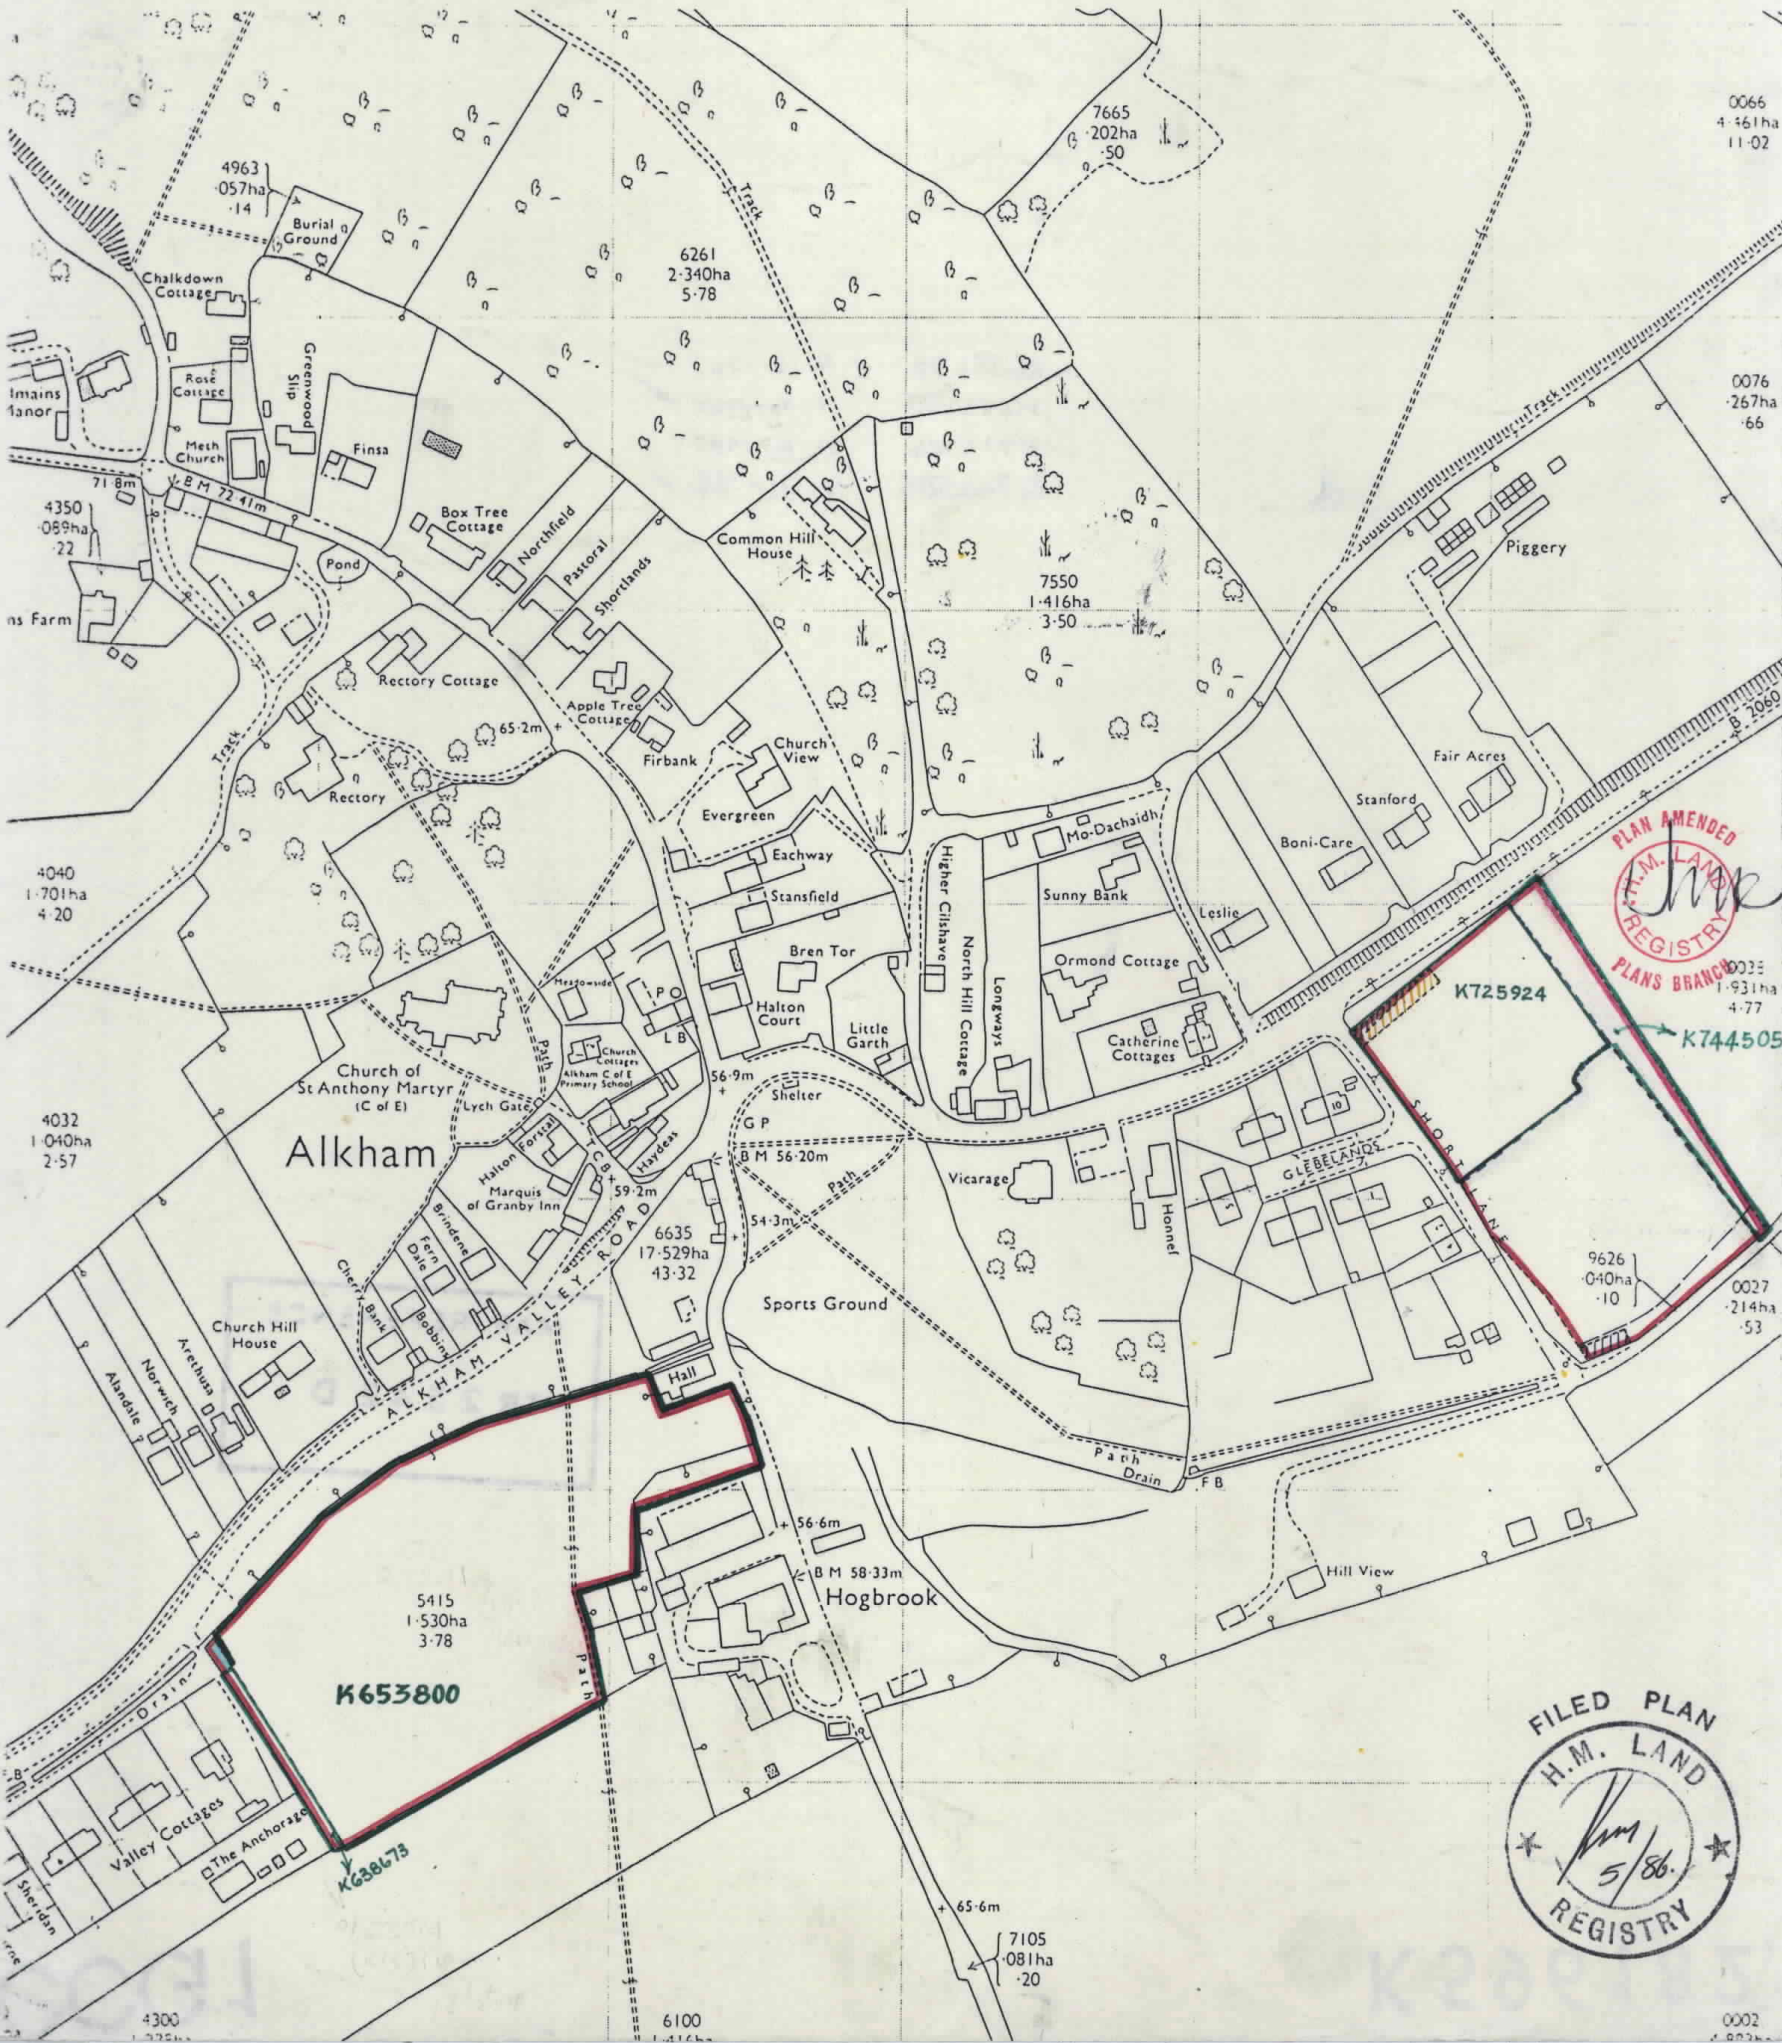 0066
4·461ha
11·02
7665
·202ha
·50
4963
·057ha
·14
Burial
Ground
Track
6261
2·340ha
5·78
Chalkdown
Cottage
Greenwood
Slip
Rose
Cottage
lmains
Manor
Meth
Church
Finsa
0076
·267ha
·66
Track
71·8m
B M 72·41m
4350
·089ha
·22
Pond
Box Tree
Cottage
Northfield
Pastoral
Shortlands
Common Hill
House
7550
1·416ha
3·50
Piggery
ns Farm
Rectory Cottage
Apple Tree
Cottage
65·2m
Firbank
Church
View
Track
Rectory
Evergreen
B 2060
Fair Acres
Stanford
Boni-Care
Mo-Dachaidh
Eachway
Stansfield
Sunny Bank
Leslie
PLAN AMENDED
H.M. LAND
REGISTRY
PLANS BRANCH
4040
1·701ha
4·20
Higher Cilshave
North Hill Cottage
Longways
Bren Tor
Ormond Cottage
Meadowside
P O
L B
Halton
Court
Little
Garth
Catherine
Cottages
K725924
1·931ha
4·77
K744505
Path
Church
Cottages
Alkham C of E
Primary School
Church of
St Anthony Martyr
(C of E)
Lych Gate
56·9m
Shelter
G P
4032
1·040ha
2·57
Alkham
Halton Forstal
T C B
Haydeas
B M 56·20m
Path
Vicarage
Honnef
GLEBELANDS
10
5
1
SHORT LANE
Marquis
of Granby Inn
59·2m
54·3m
Brindene
Fern
Dale
Cherry Bank
Bobbins
6635
17·529ha
43·32
9626
·040ha
·10
0027
·214ha
·53
Sports Ground
Church Hill
House
Arethusa
Norwich
Alandale
ALKHAM VALLEY ROAD
Hall
Path
Drain
F B
56·6m
B M 58·33m
Hogbrook
Hill View
5415
1·530ha
3·78
K653800
Path
Drain
Valley Cottages
The Anchorage
Sheridan
K638673
FILED PLAN
H.M. LAND
5/86.
REGISTRY
65·6m
7105
·081ha
·20
4300
6100
0002